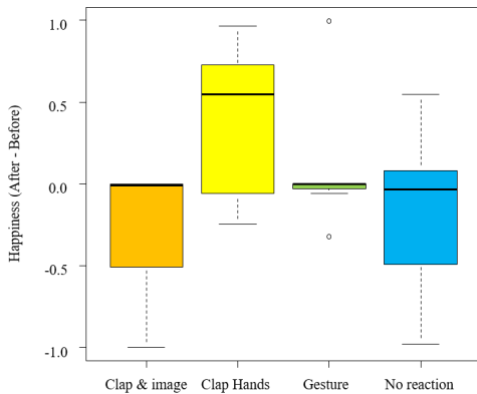 Happiness (After - Before)
1.0
0.5
0.0
-0.5
-1.0
Clap & image
Clap Hands
Gesture
No reaction